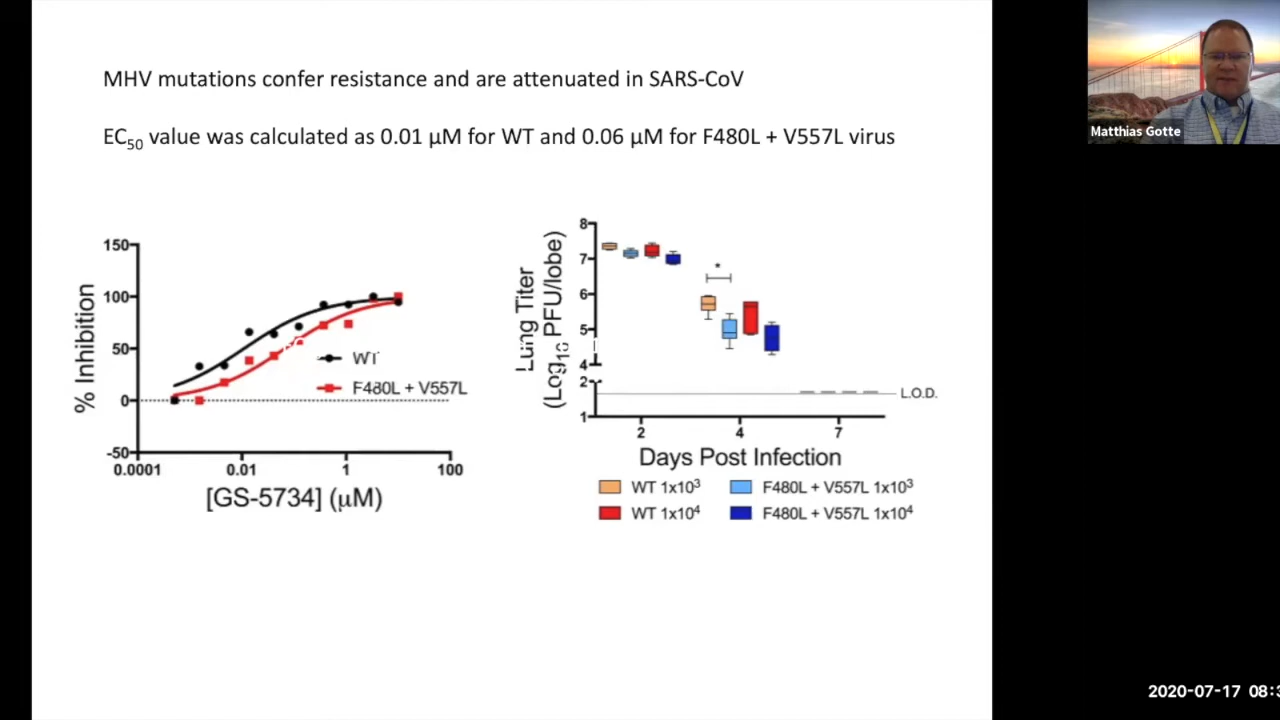 MHV mutations confer resistance and are attenuated in SARS-CoV
EC50 value was calculated as 0.01 μM for WT and 0.06 μM for F480L + V557L virus
Matthias Gotte
150
100
50
0
-50
% Inhibition
0.0001
0.01
1
100
[GS-5734] (μM)
WT
F480L + V557L
8
7
6
5
4
2
1
Lung Titer
(Log10 PFU/lobe)
*
L.O.D.
2
4
7
Days Post Infection
WT 1x10³
F480L + V557L 1x10³
WT 1x10⁴
F480L + V557L 1x10⁴
2020-07-17 08: